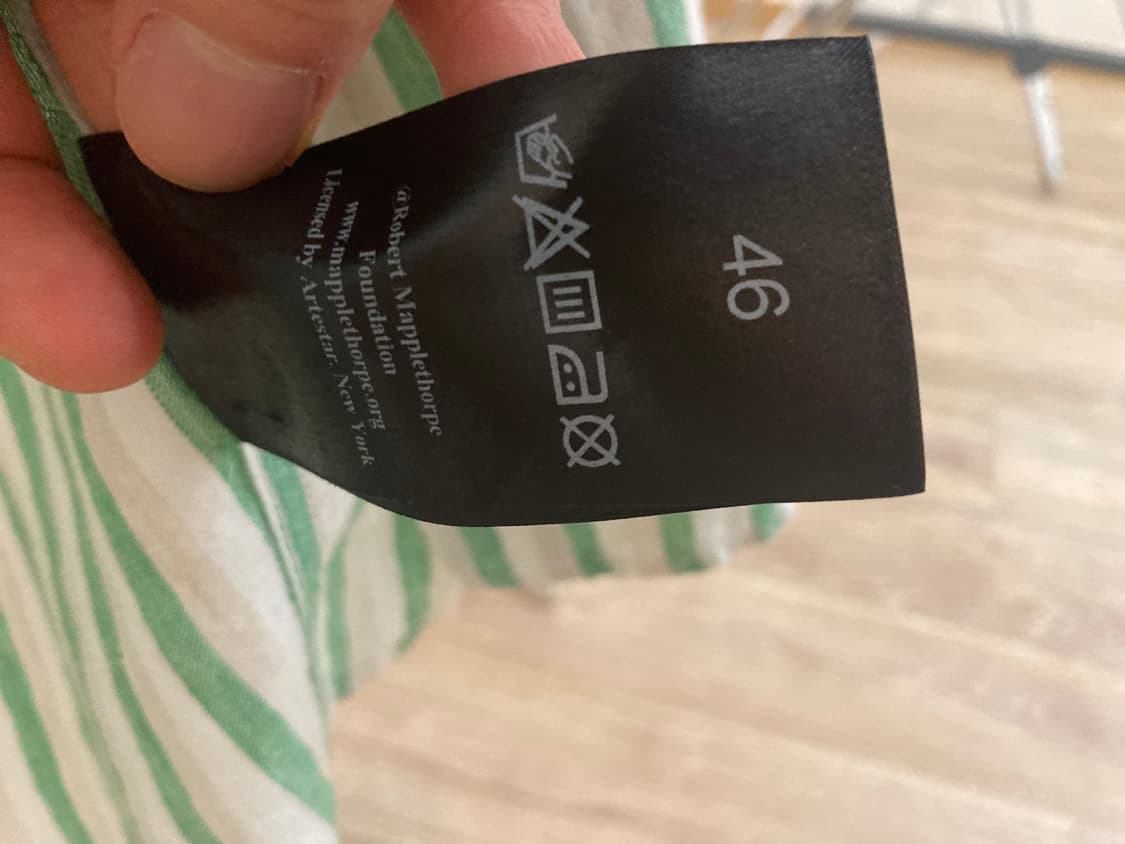 46
@Robert Mapplethorpe
Foundation
www.mapplethorpe.org
Licensed by Artestar, New York